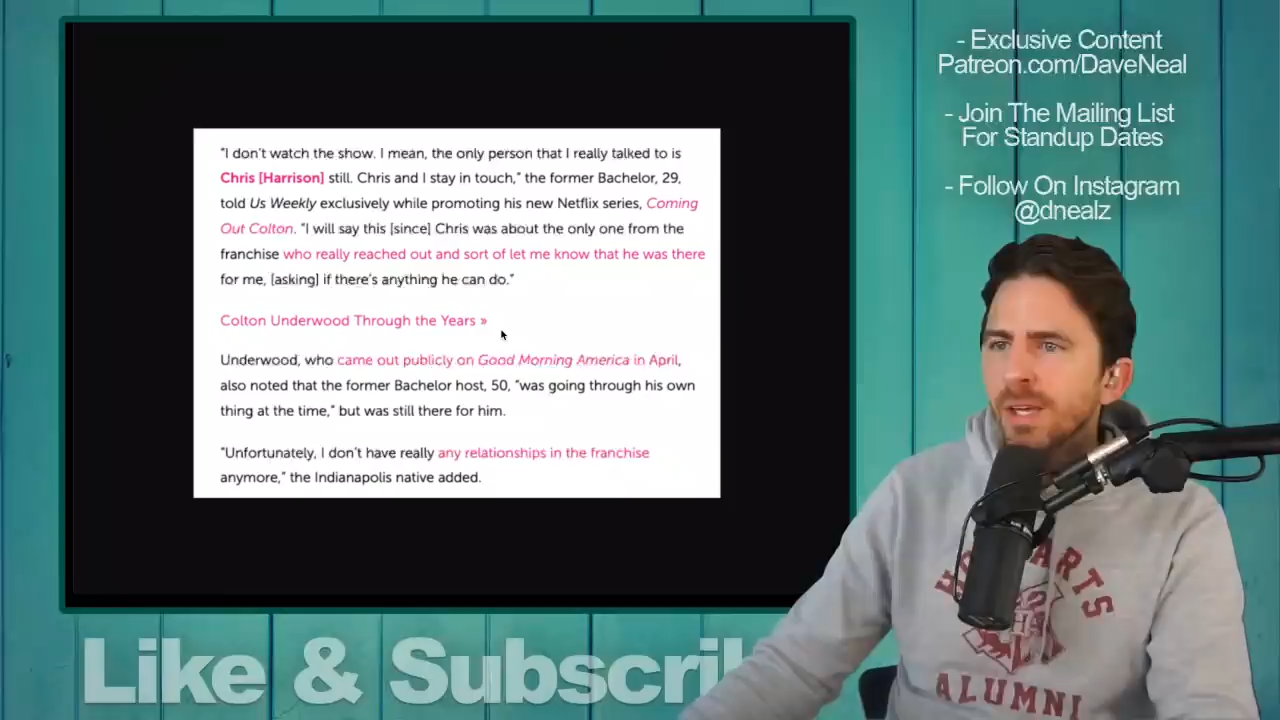 "I don't watch the show. I mean, the only person that I really talked to is
Chris [Harrison] still. Chris and I stay in touch," the former Bachelor, 29,
told Us Weekly exclusively while promoting his new Netflix series, Coming
Out Colton. "I will say this [since] Chris was about the only one from the
franchise who really reached out and sort of let me know that he was there
for me, [asking] if there's anything he can do."
Colton Underwood Through the Years »
Underwood, who came out publicly on Good Morning America in April,
also noted that the former Bachelor host, 50, "was going through his own
thing at the time," but was still there for him.
"Unfortunately, I don't have really any relationships in the franchise
anymore," the Indianapolis native added.
- Exclusive Content
Patreon.com/DaveNeal
- Join The Mailing List
For Standup Dates
- Follow On Instagram
@dnealz
Like & Subscri
ALUMNI